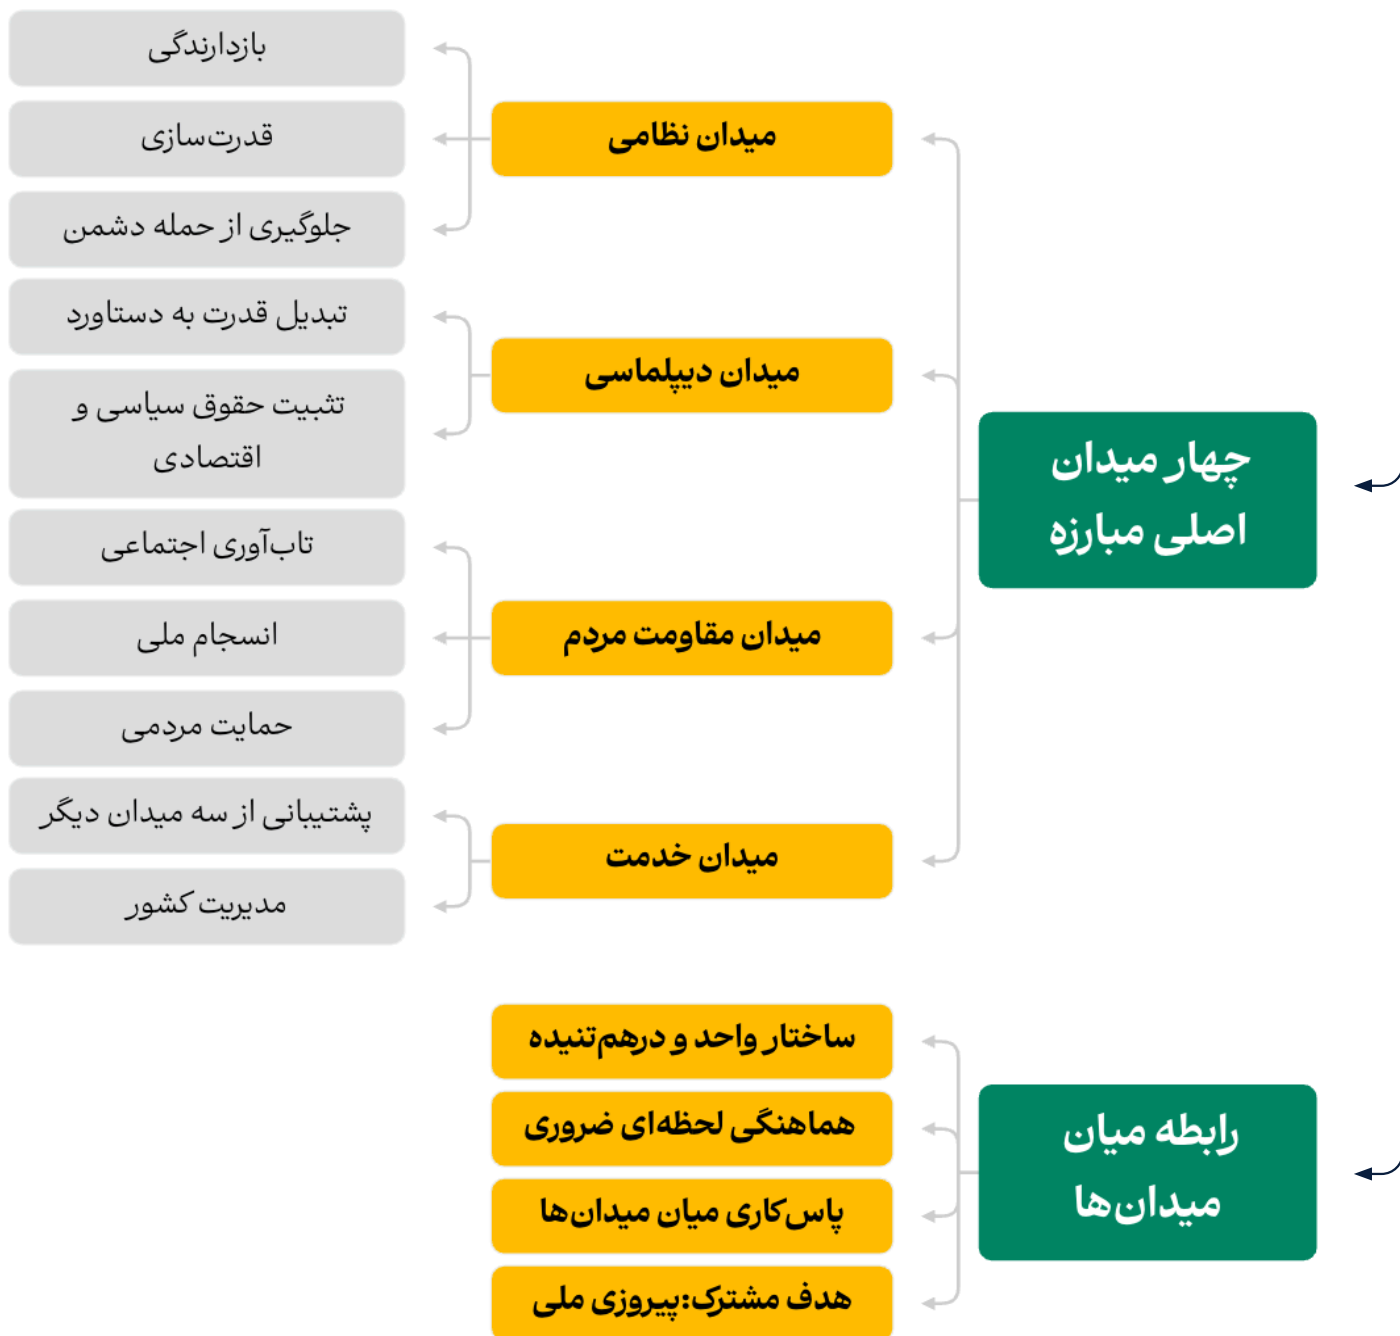 چهار میدان
اصلی مبارزه
میدان نظامی
بازدارندگی
قدرت‌سازی
جلوگیری از حمله دشمن
میدان دیپلماسی
تبدیل قدرت به دستاورد
تثبیت حقوق سیاسی و
اقتصادی
میدان مقاومت مردم
تاب‌آوری اجتماعی
انسجام ملی
حمایت مردمی
میدان خدمت
پشتیبانی از سه میدان دیگر
مدیریت کشور
رابطه میان
میدان‌ها
ساختار واحد و درهم‌تنیده
هماهنگی لحظه‌ای ضروری
پاس‌کاری میان میدان‌ها
هدف مشترک:پیروزی ملی